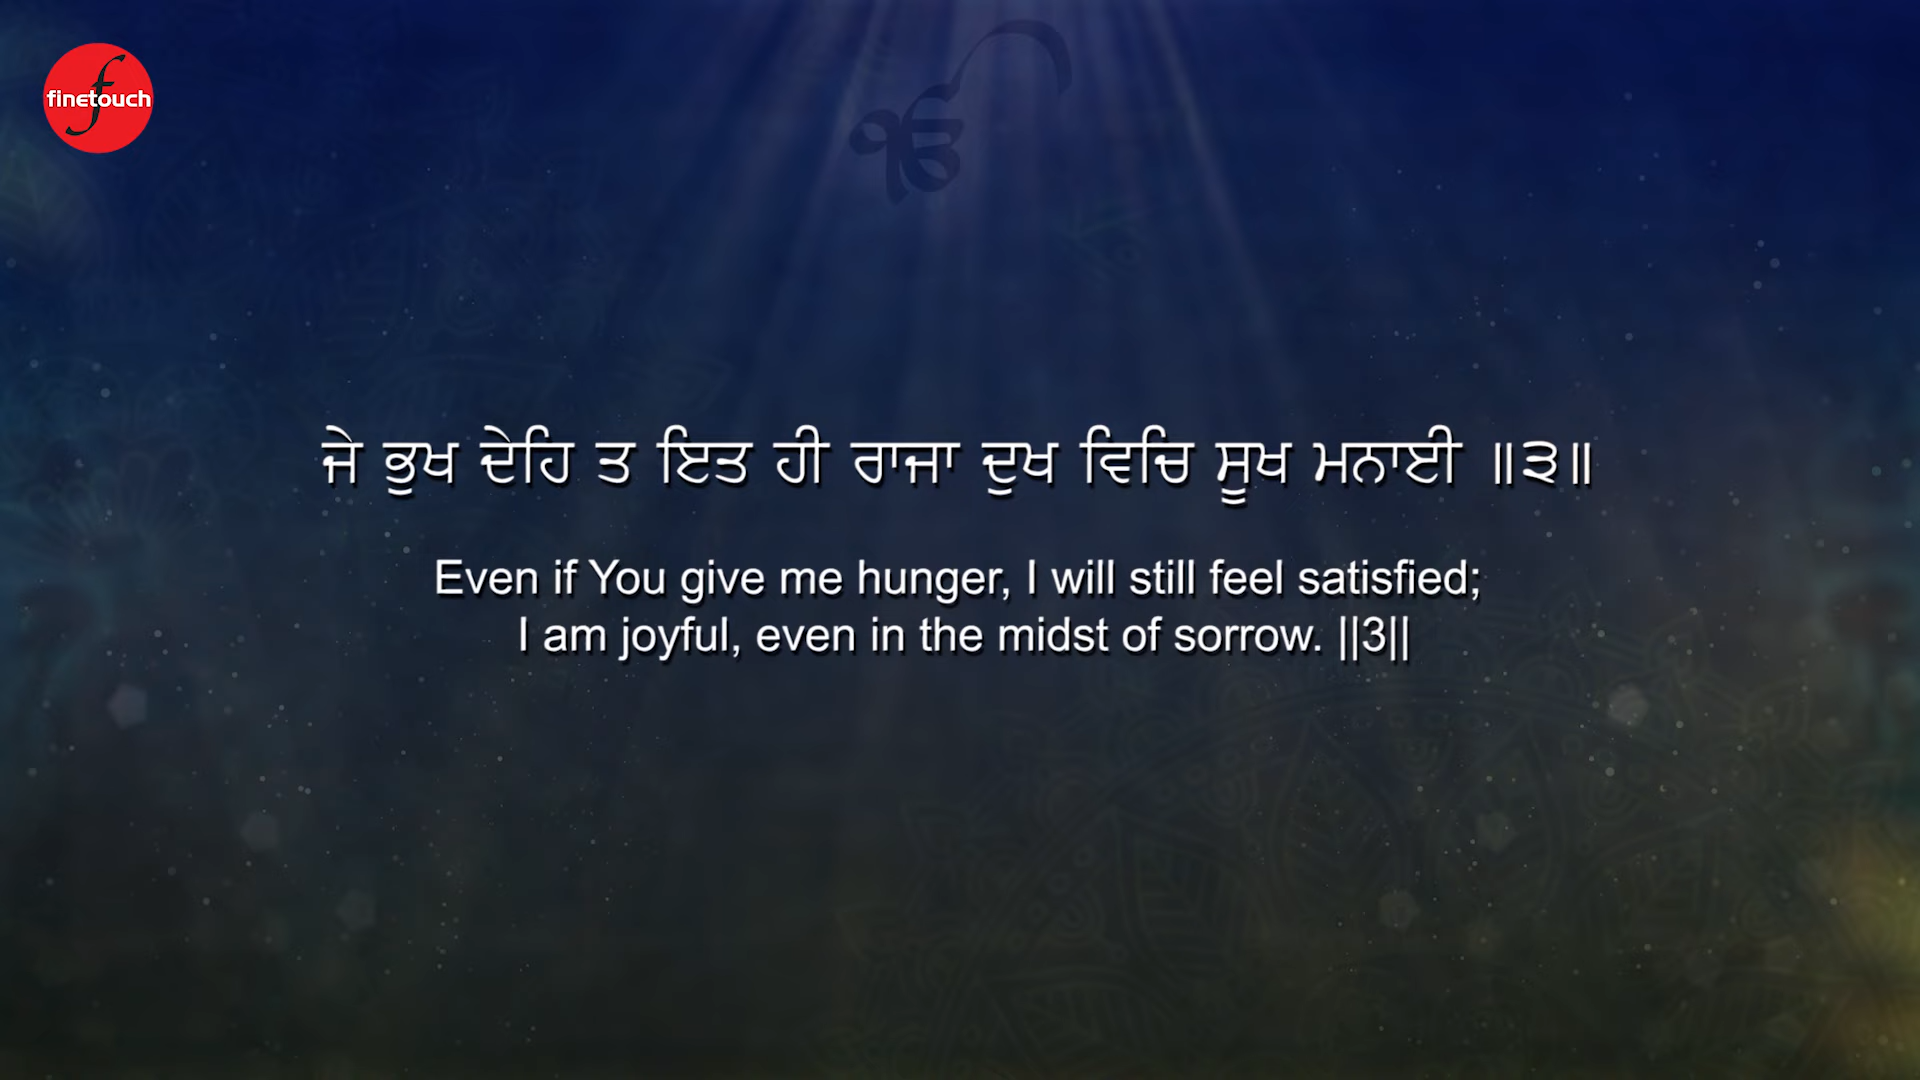 finetouch
ੴ
ਜੇ ਭੁਖ ਦੇਹਿ ਤ ਇਤ ਹੀ ਰਾਜਾ ਦੁਖ ਵਿਚਿ ਸੂਖ ਮਨਾਈ ॥੩॥
Even if You give me hunger, I will still feel satisfied;
I am joyful, even in the midst of sorrow. ||3||